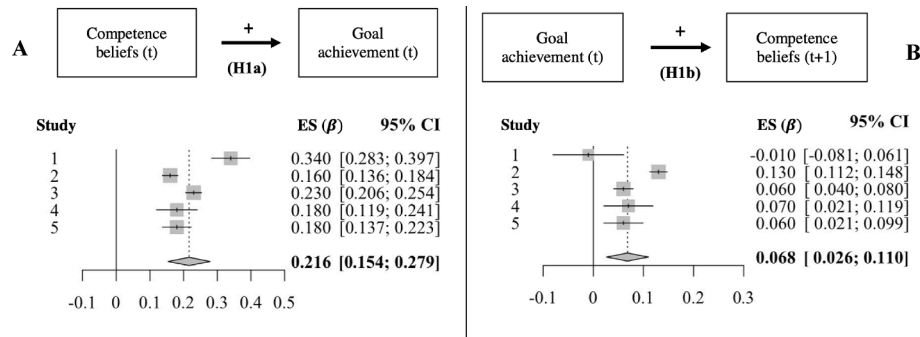 A
Competence
beliefs (t)
+
(H1a)
Goal
achievement (t)
Study ES (β) 95% CI
1 0.340 [0.283; 0.397]
2 0.160 [0.136; 0.184]
3 0.230 [0.206; 0.254]
4 0.180 [0.119; 0.241]
5 0.180 [0.137; 0.223]
0.216 [0.154; 0.279]
-0.1 0 0.1 0.2 0.3 0.4 0.5
B
Goal
achievement (t)
+
(H1b)
Competence
beliefs (t+1)
Study ES (β) 95% CI
1 -0.010 [-0.081; 0.061]
2 0.130 [0.112; 0.148]
3 0.060 [0.040; 0.080]
4 0.070 [0.021; 0.119]
5 0.060 [0.021; 0.099]
0.068 [ 0.026; 0.110]
-0.1 0 0.1 0.3